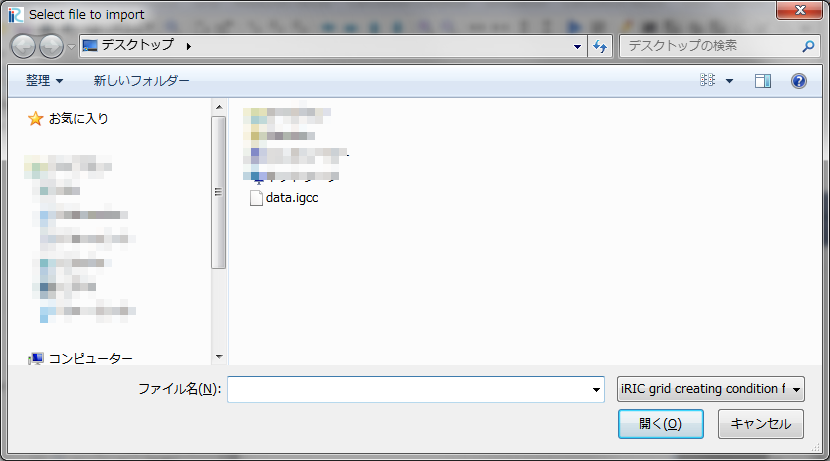 Select file to import
デスクトップ
デスクトップの検索
整理
新しいフォルダー
お気に入り
data.igcc
コンピューター
ファイル名(N):
iRIC grid creating condition f
開く(O)
キャンセル